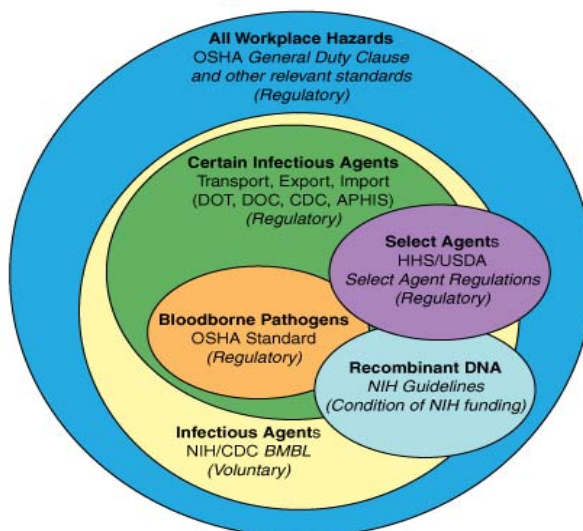 All Workplace Hazards
OSHA General Duty Clause
and other relevant standards
(Regulatory)
Certain Infectious Agents
Transport, Export, Import
(DOT, DOC, CDC, APHIS)
(Regulatory)
Select Agents
HHS/USDA
Select Agent Regulations
(Regulatory)
Bloodborne Pathogens
OSHA Standard
(Regulatory)
Recombinant DNA
NIH Guidelines
(Condition of NIH funding)
Infectious Agents
NIH/CDC BMBL
(Voluntary)